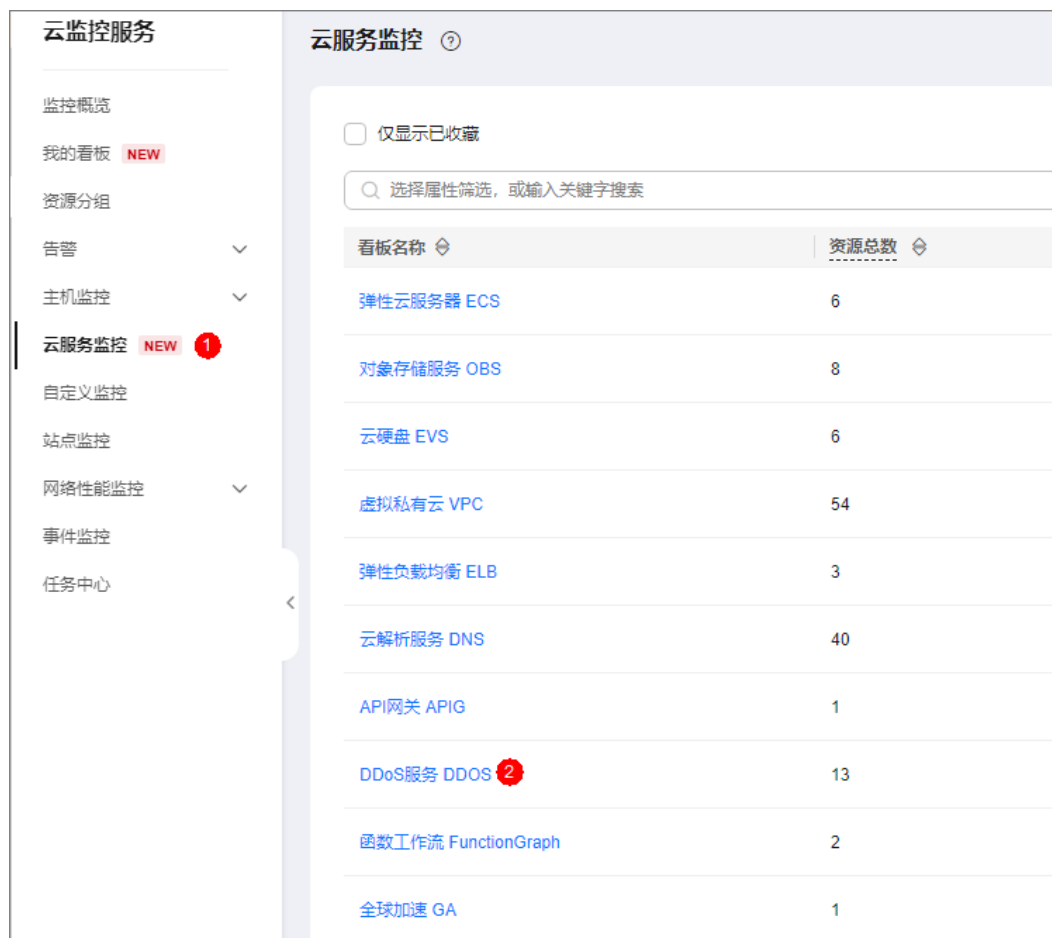 云监控服务
监控概览
我的看板 NEW
资源分组
告警
主机监控
云服务监控 NEW 1
自定义监控
站点监控
网络性能监控
事件监控
任务中心
云服务监控 ?
仅显示已收藏
选择属性筛选，或输入关键字搜索
看板名称 资源总数
弹性云服务器 ECS 6
对象存储服务 OBS 8
云硬盘 EVS 6
虚拟私有云 VPC 54
弹性负载均衡 ELB 3
云解析服务 DNS 40
API网关 APIG 1
DDoS服务 DDOS 2 13
函数工作流 FunctionGraph 2
全球加速 GA 1